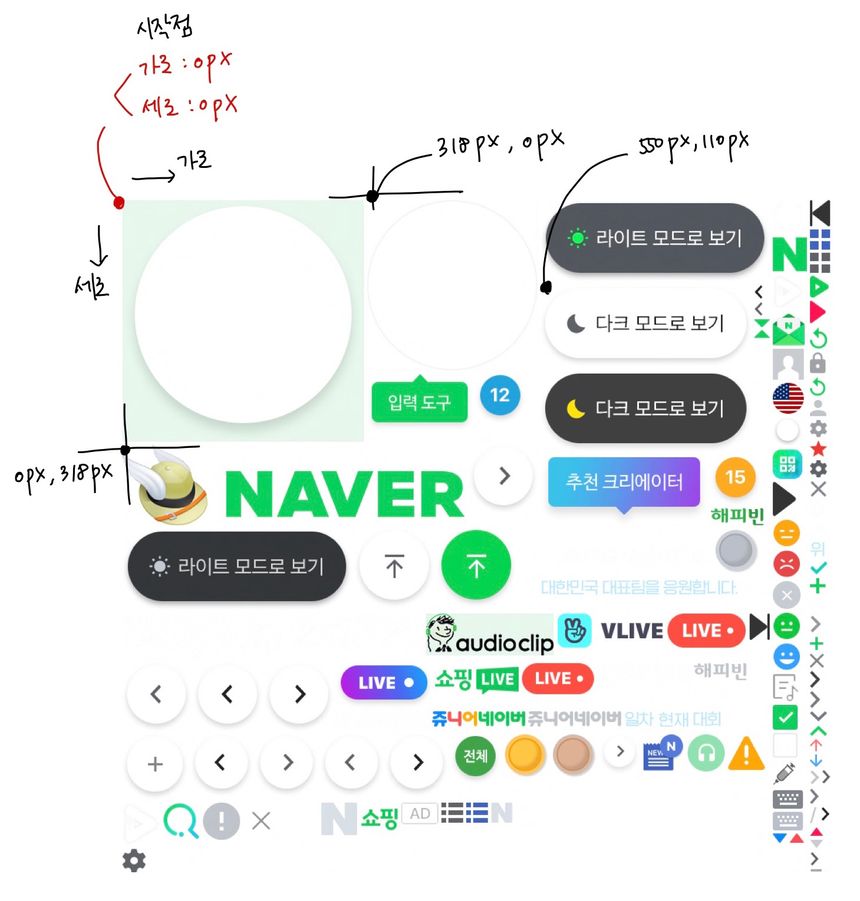 시작점
가로 : 0px
세로 : 0px
가로
318px, 0px
550px, 110px
세로
라이트 모드로 보기
N
다크 모드로 보기
N
입력 도구
12
다크 모드로 보기
0px, 318px
NAVER
추천 크리에이터
15
해피빈
라이트 모드로 보기
위
대한민국 대표팀을 응원합니다.
audioclip
VLIVE
LIVE
LIVE
쇼핑 LIVE
LIVE
해피빈
쥬니어네이버
쥬니어네이버
일차 현재 대회
전체
NEW
N
N
쇼핑
AD
N